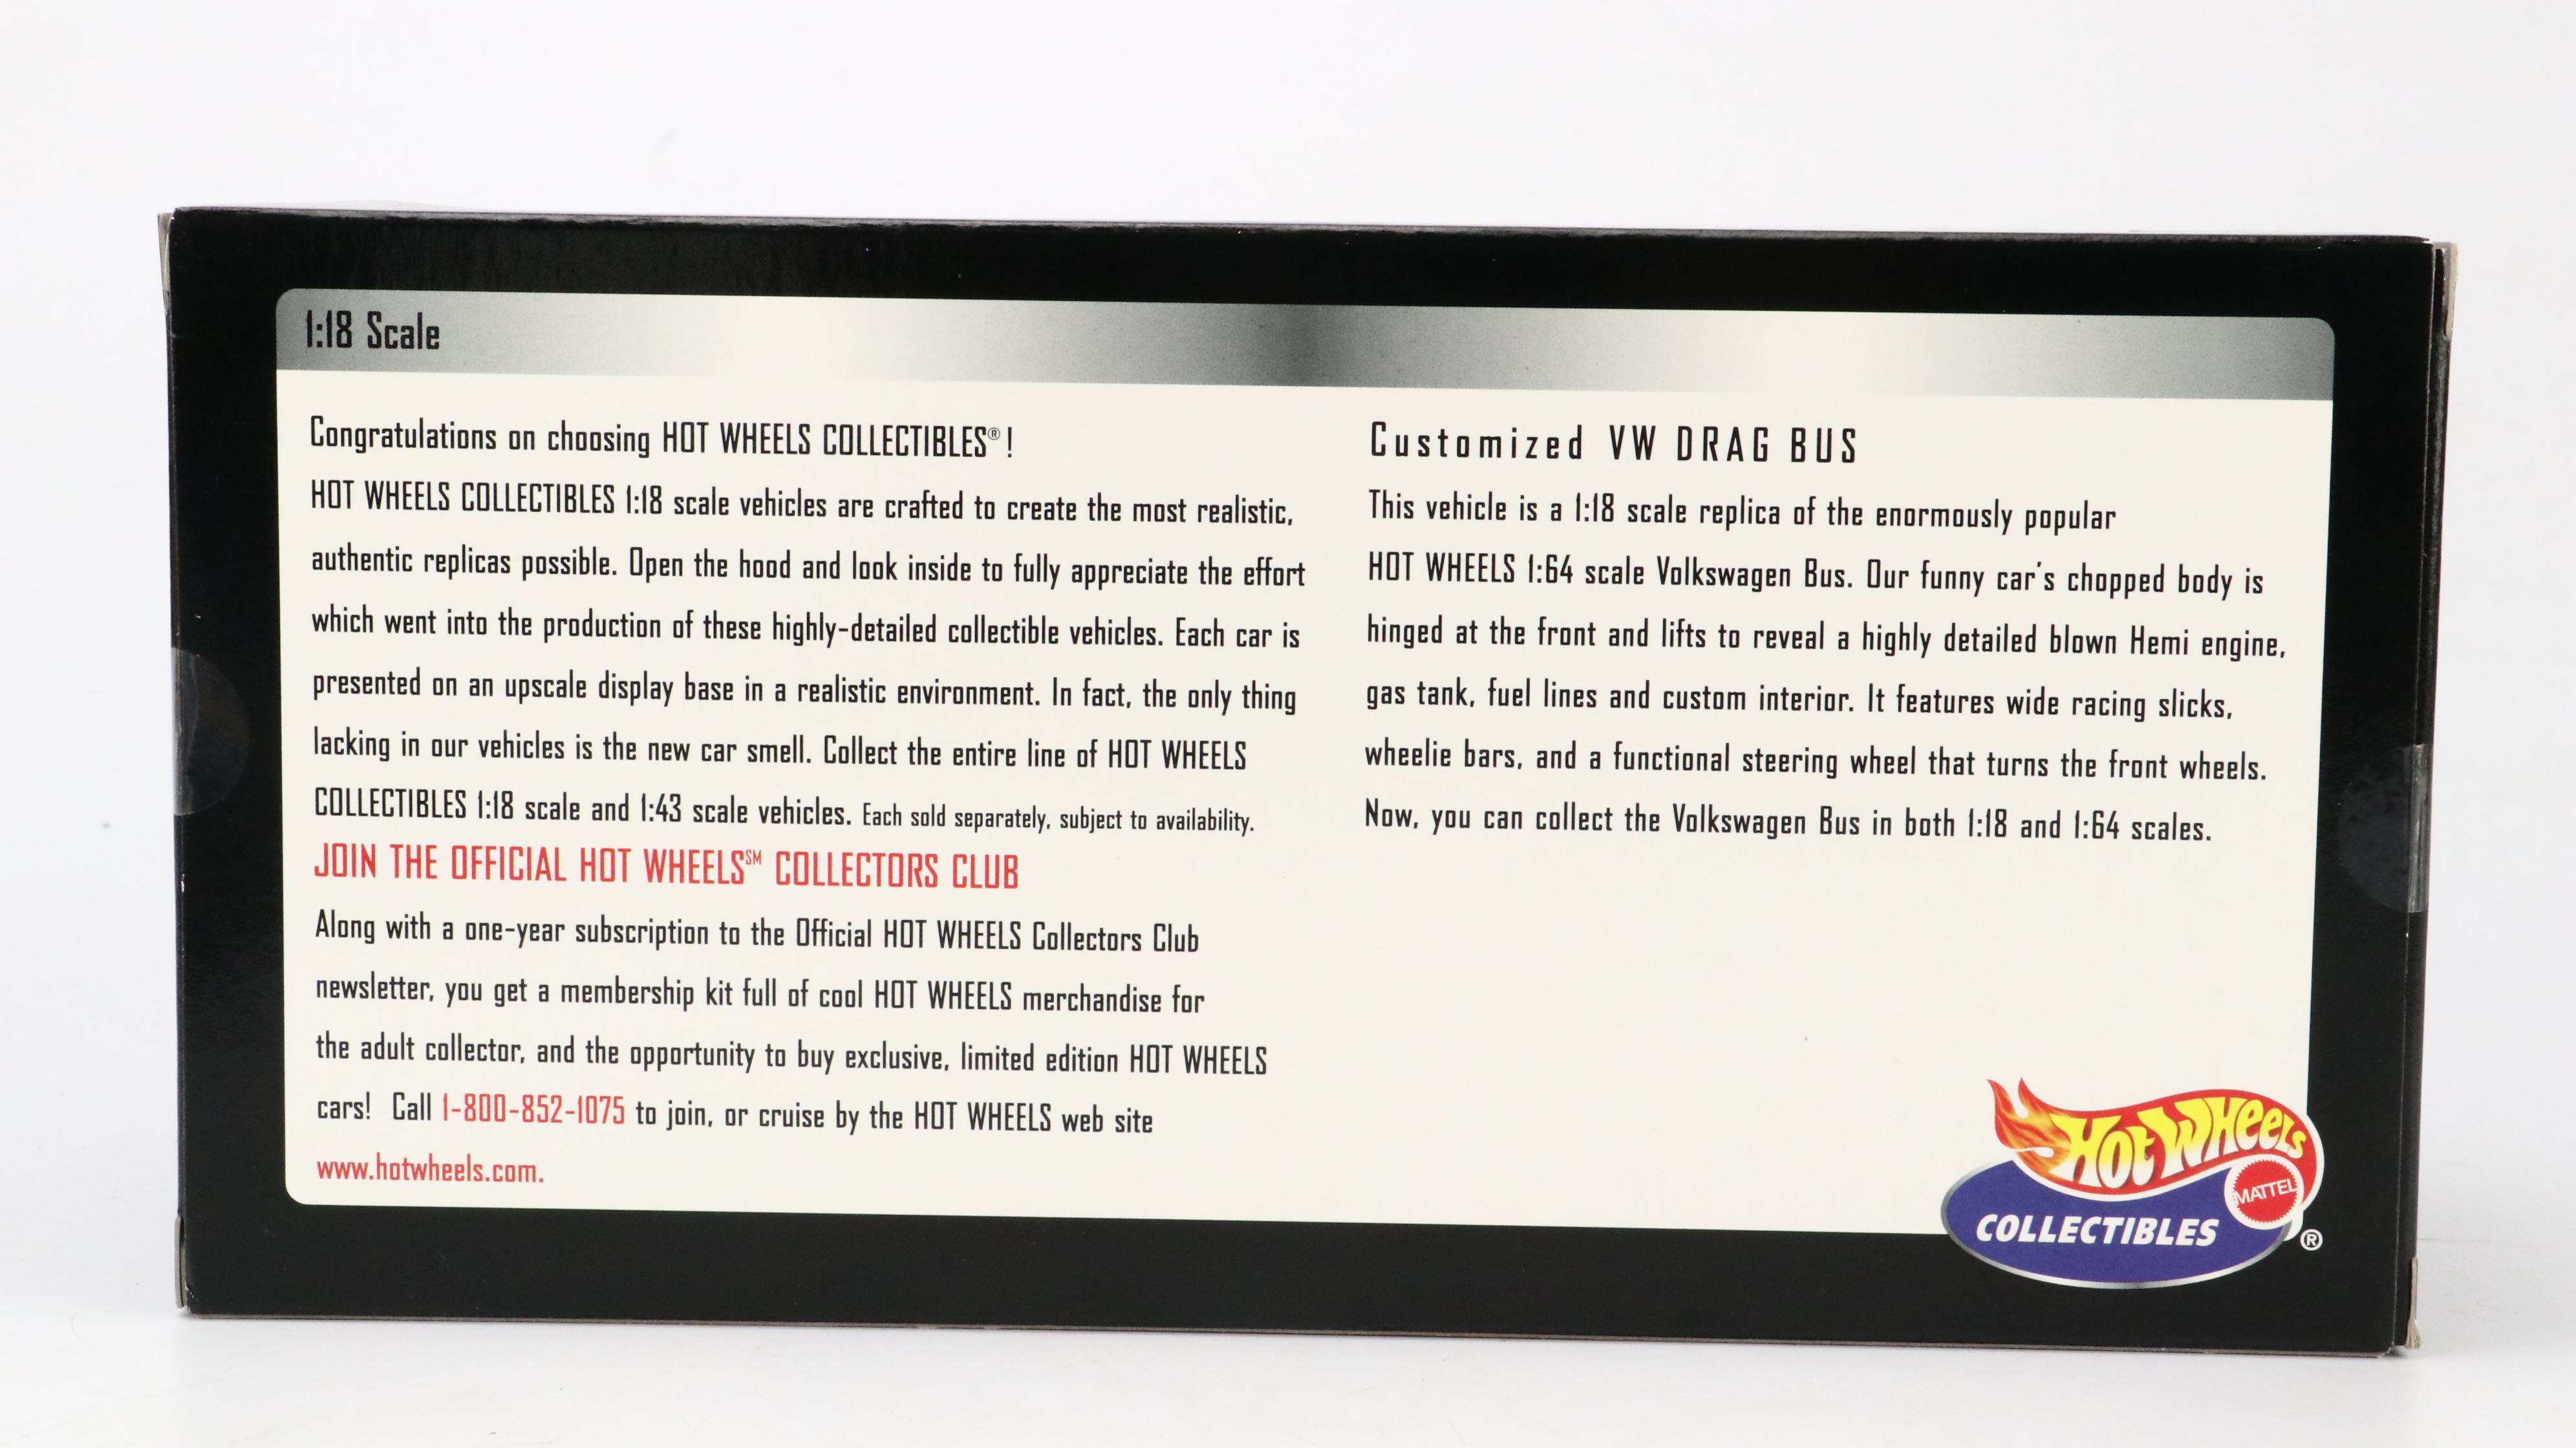 1:18 Scale
Congratulations on choosing HOT WHEELS COLLECTIBLES®!
HOT WHEELS COLLECTIBLES 1:18 scale vehicles are crafted to create the most realistic,
authentic replicas possible. Open the hood and look inside to fully appreciate the effort
which went into the production of these highly-detailed collectible vehicles. Each car is
presented on an upscale display base in a realistic environment. In fact, the only thing
lacking in our vehicles is the new car smell. Collect the entire line of HOT WHEELS
COLLECTIBLES 1:18 scale and 1:43 scale vehicles. Each sold separately, subject to availability.
JOIN THE OFFICIAL HOT WHEELS℠ COLLECTORS CLUB
Along with a one-year subscription to the Official HOT WHEELS Collectors Club
newsletter, you get a membership kit full of cool HOT WHEELS merchandise for
the adult collector, and the opportunity to buy exclusive, limited edition HOT WHEELS
cars! Call 1-800-852-1075 to join, or cruise by the HOT WHEELS web site
www.hotwheels.com.
Customized VW DRAG BUS
This vehicle is a 1:18 scale replica of the enormously popular
HOT WHEELS 1:64 scale Volkswagen Bus. Our funny car's chopped body is
hinged at the front and lifts to reveal a highly detailed blown Hemi engine,
gas tank, fuel lines and custom interior. It features wide racing slicks,
wheelie bars, and a functional steering wheel that turns the front wheels.
Now, you can collect the Volkswagen Bus in both 1:18 and 1:64 scales.
Hot Wheels
MATTEL
COLLECTIBLES ®